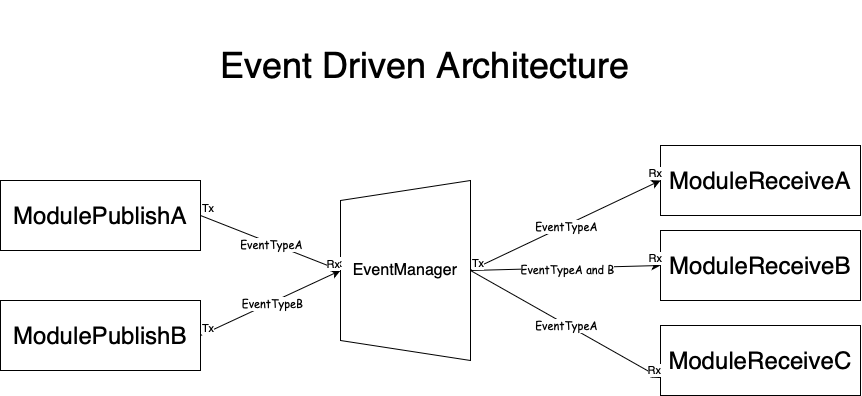 Event Driven Architecture
ModulePublishA
Tx
EventTypeA
ModulePublishB
Tx
EventTypeB
Rx
EventManager
Tx
EventTypeA
Rx
ModuleReceiveA
EventTypeA and B
Rx
ModuleReceiveB
EventTypeA
Rx
ModuleReceiveC